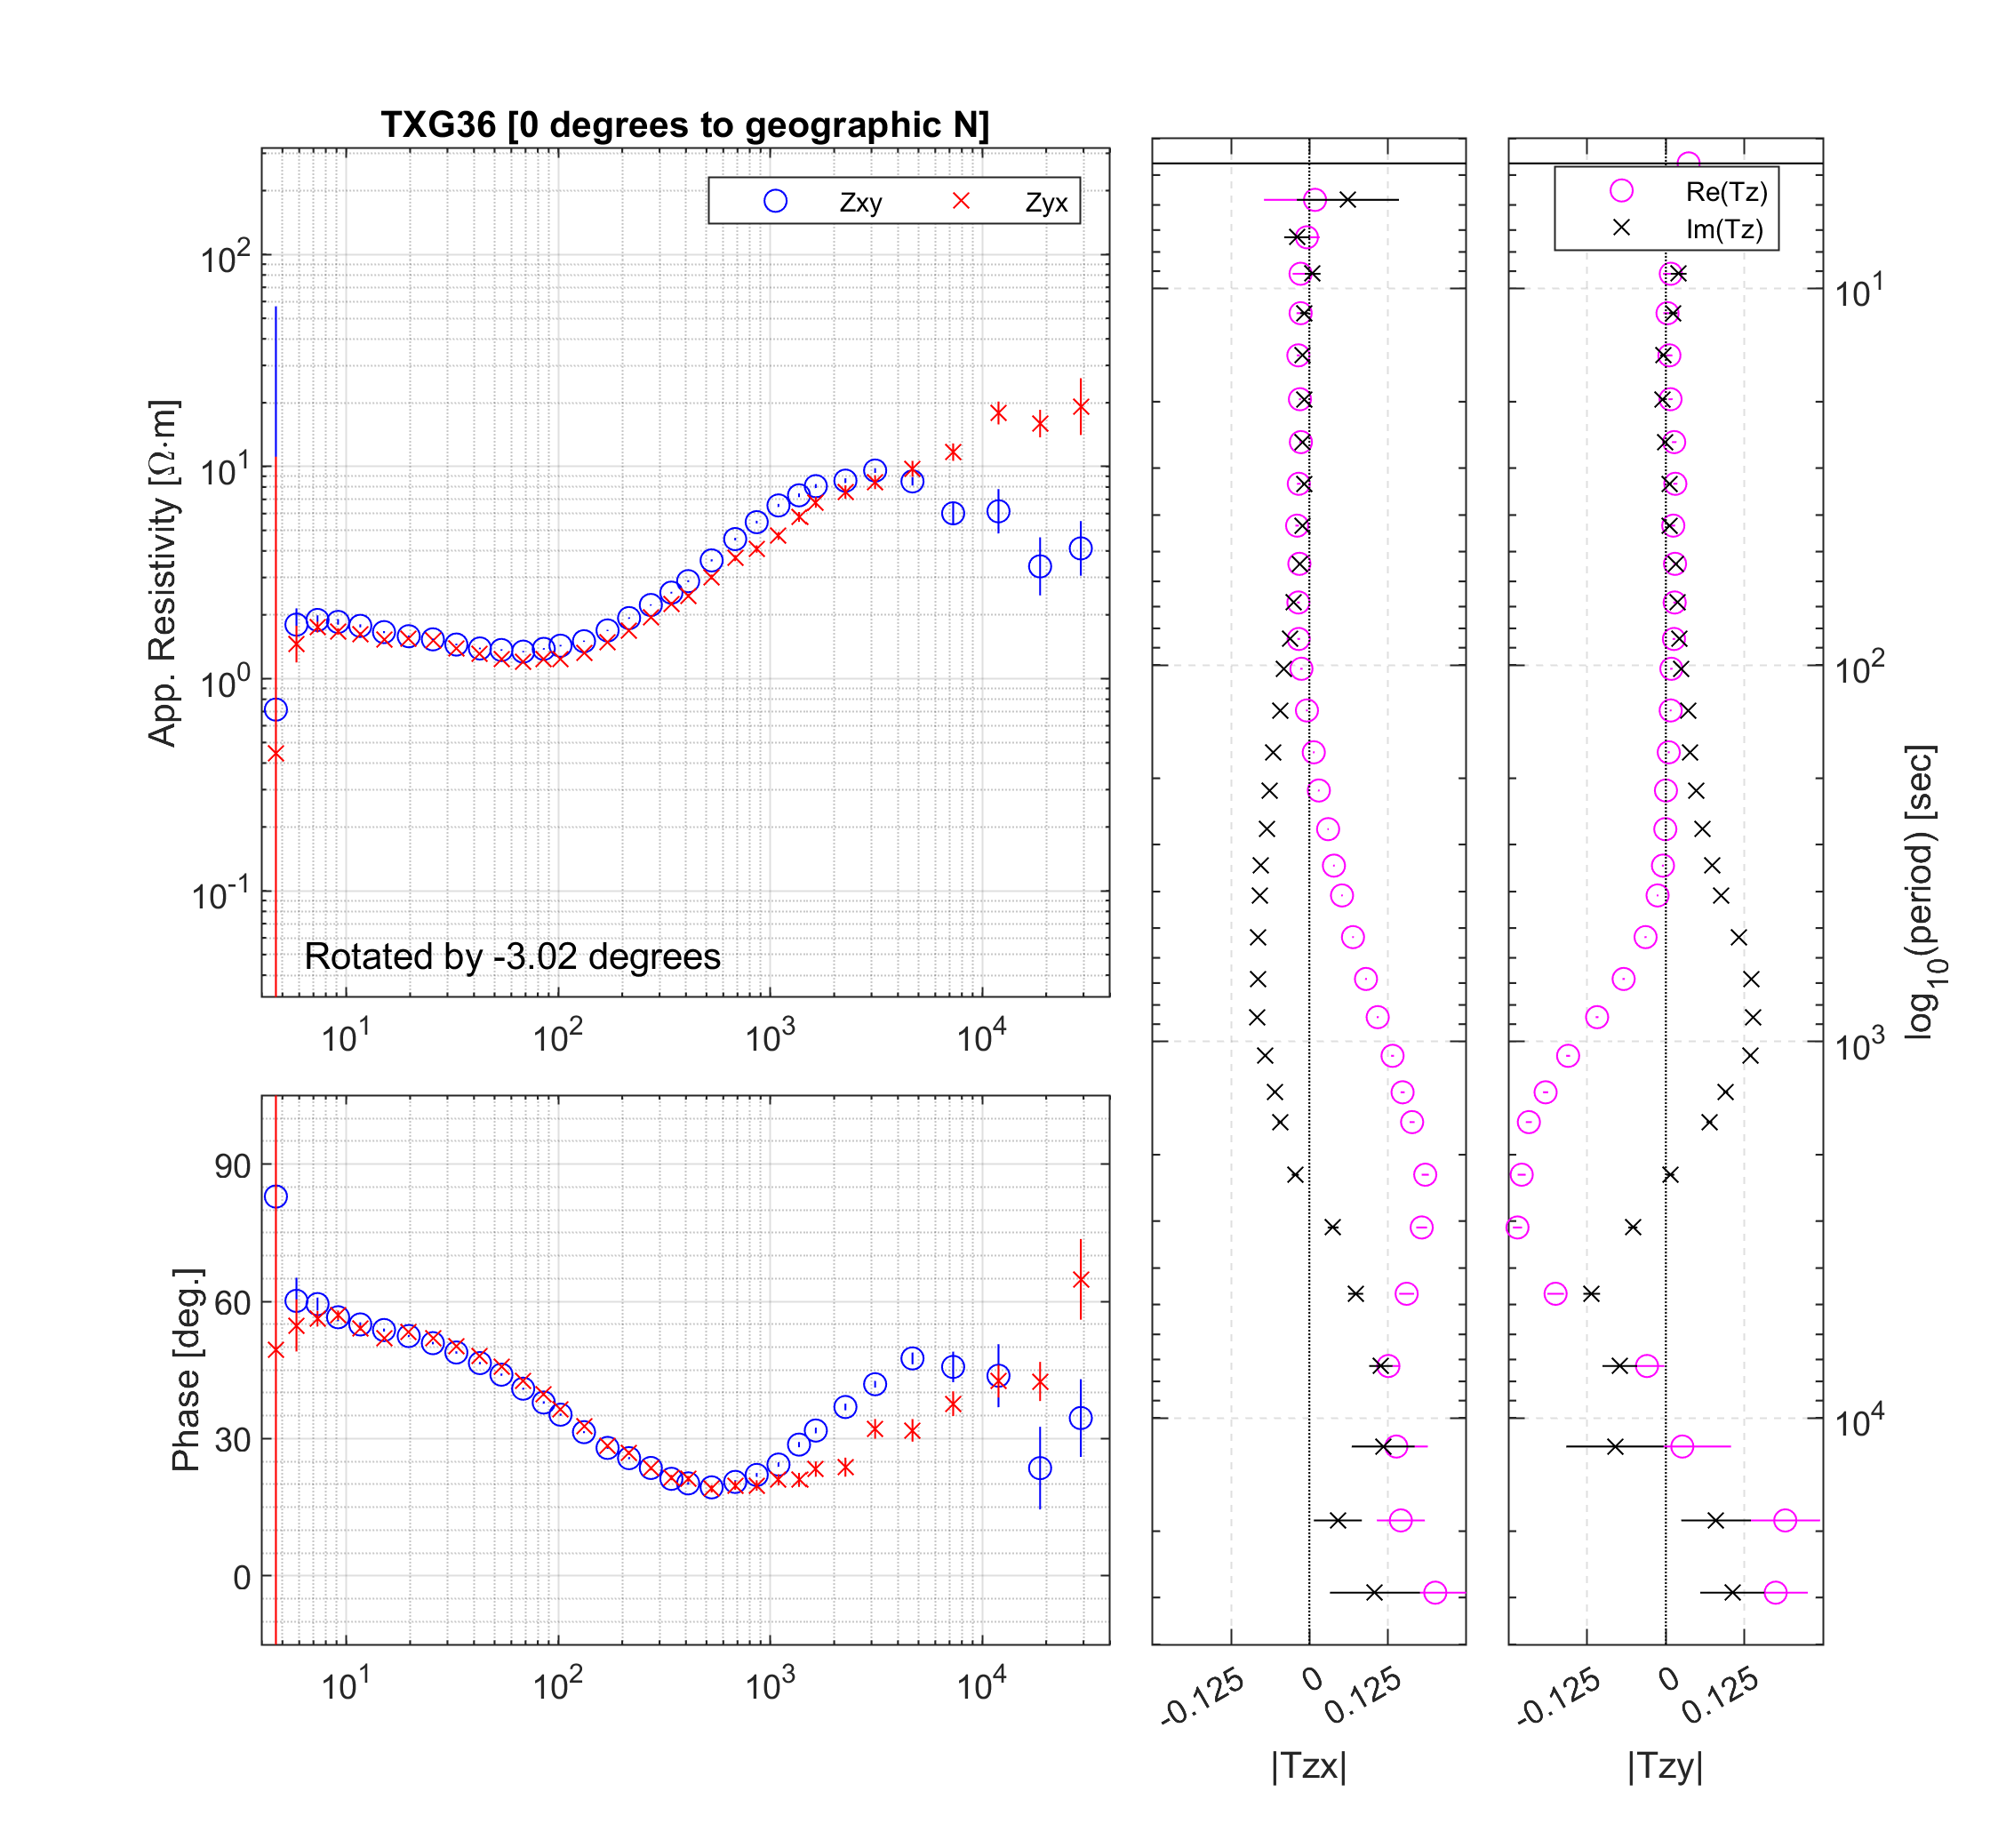 TXG36 [0 degrees to geographic N]
Zxy Zyx
App. Resistivity [Ω·m]
10^2
10^1
10^0
10^-1
Rotated by -3.02 degrees
10^1 10^2 10^3 10^4
Phase [deg.]
90
60
30
0
10^1 10^2 10^3 10^4
Re(Tz)
Im(Tz)
10^1
10^2
10^3
10^4
log10(period) [sec]
-0.125 0 0.125
|Tzx|
-0.125 0 0.125
|Tzy|